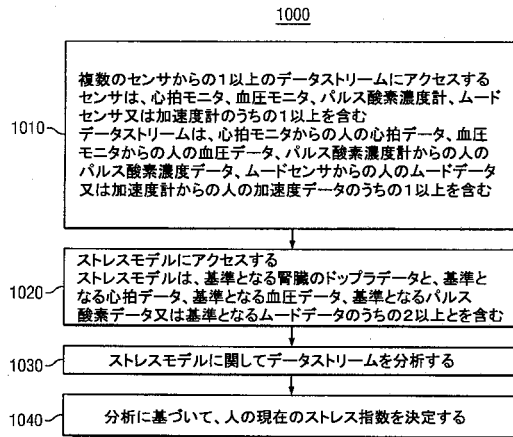 1000
1010
複数のセンサからの1以上のデータストリームにアクセスする
センサは、心拍モニタ、血圧モニタ、パルス酸素濃度計、ムード
センサ又は加速度計のうちの1以上を含む
データストリームは、心拍モニタからの人の心拍データ、血圧
モニタからの人の血圧データ、パルス酸素濃度計からの人の
パルス酸素濃度データ、ムードセンサからの人のムードデータ
又は加速度計からの人の加速度データのうちの1以上を含む
1020
ストレスモデルにアクセスする
ストレスモデルは、基準となる腎臓のドップラデータと、基準と
なる心拍データ、基準となる血圧データ、基準となるパルス
酸素データ又は基準となるムードデータのうちの2以上とを含む
1030
ストレスモデルに関してデータストリームを分析する
1040
分析に基づいて、人の現在のストレス指数を決定する